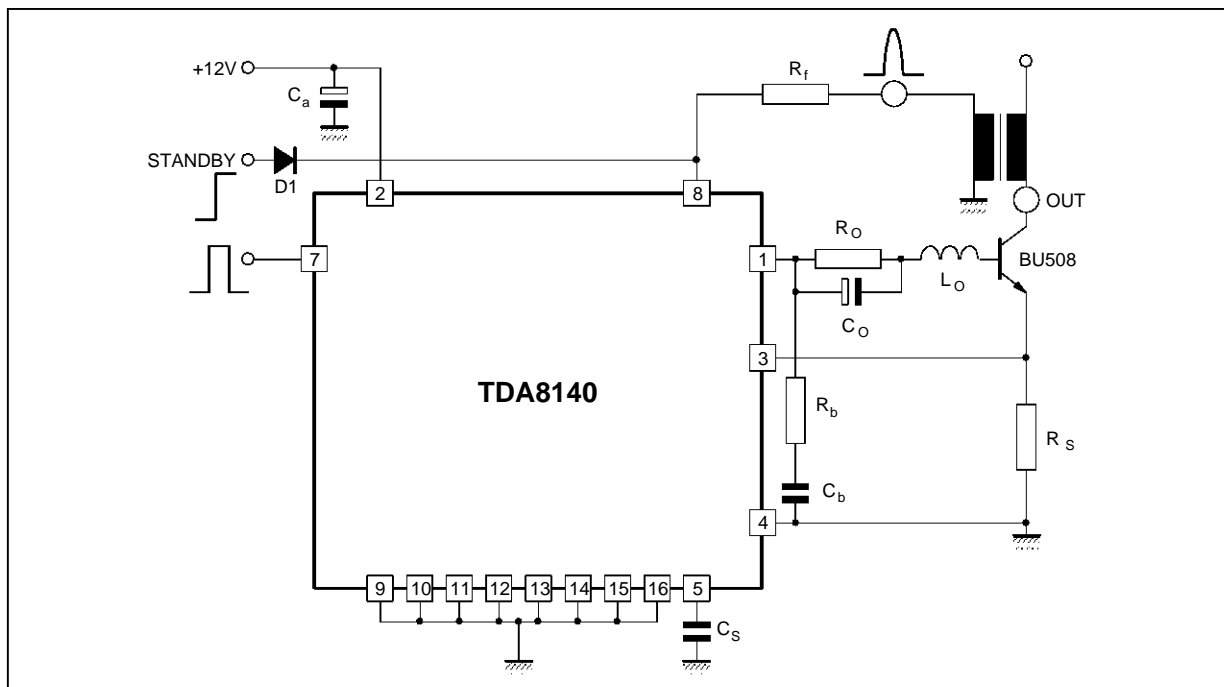 +12V
Ca
Rf
STANDBY
D1
2
8
OUT
RO
7
1
BU508
LO
CO
3
TDA8140
Rb
RS
Cb
4
9 10 11 12 13 14 15 16 5
CS